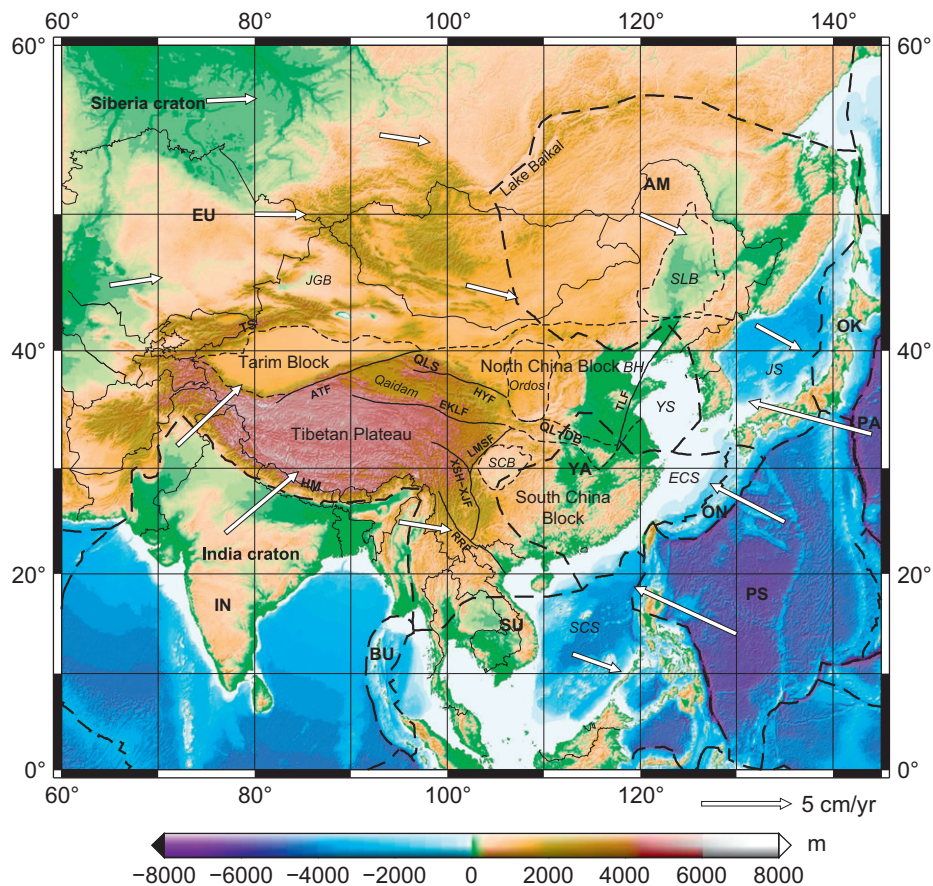 60° 80° 100° 120° 140°
60° 60°
Siberia craton
Lake Baikal
AM
EU
JGB
SLB
TS
OK
40° 40°
Tarim Block
QLS
North China Block
BH
JS
Qaidam
HYF
Ordos
ATF
EKLF
TLF
YS
PA
Tibetan Plateau
QL-DB
LMSF
SCB
YA
XSH-XJF
ECS
LHM
South China
Block
ON
RRF
India craton
20° 20°
IN
PS
SU
SCS
BU
0° 0°
60° 80° 100° 120° 140°
5 cm/yr
m
−8000 −6000 −4000 −2000 0 2000 4000 6000 8000